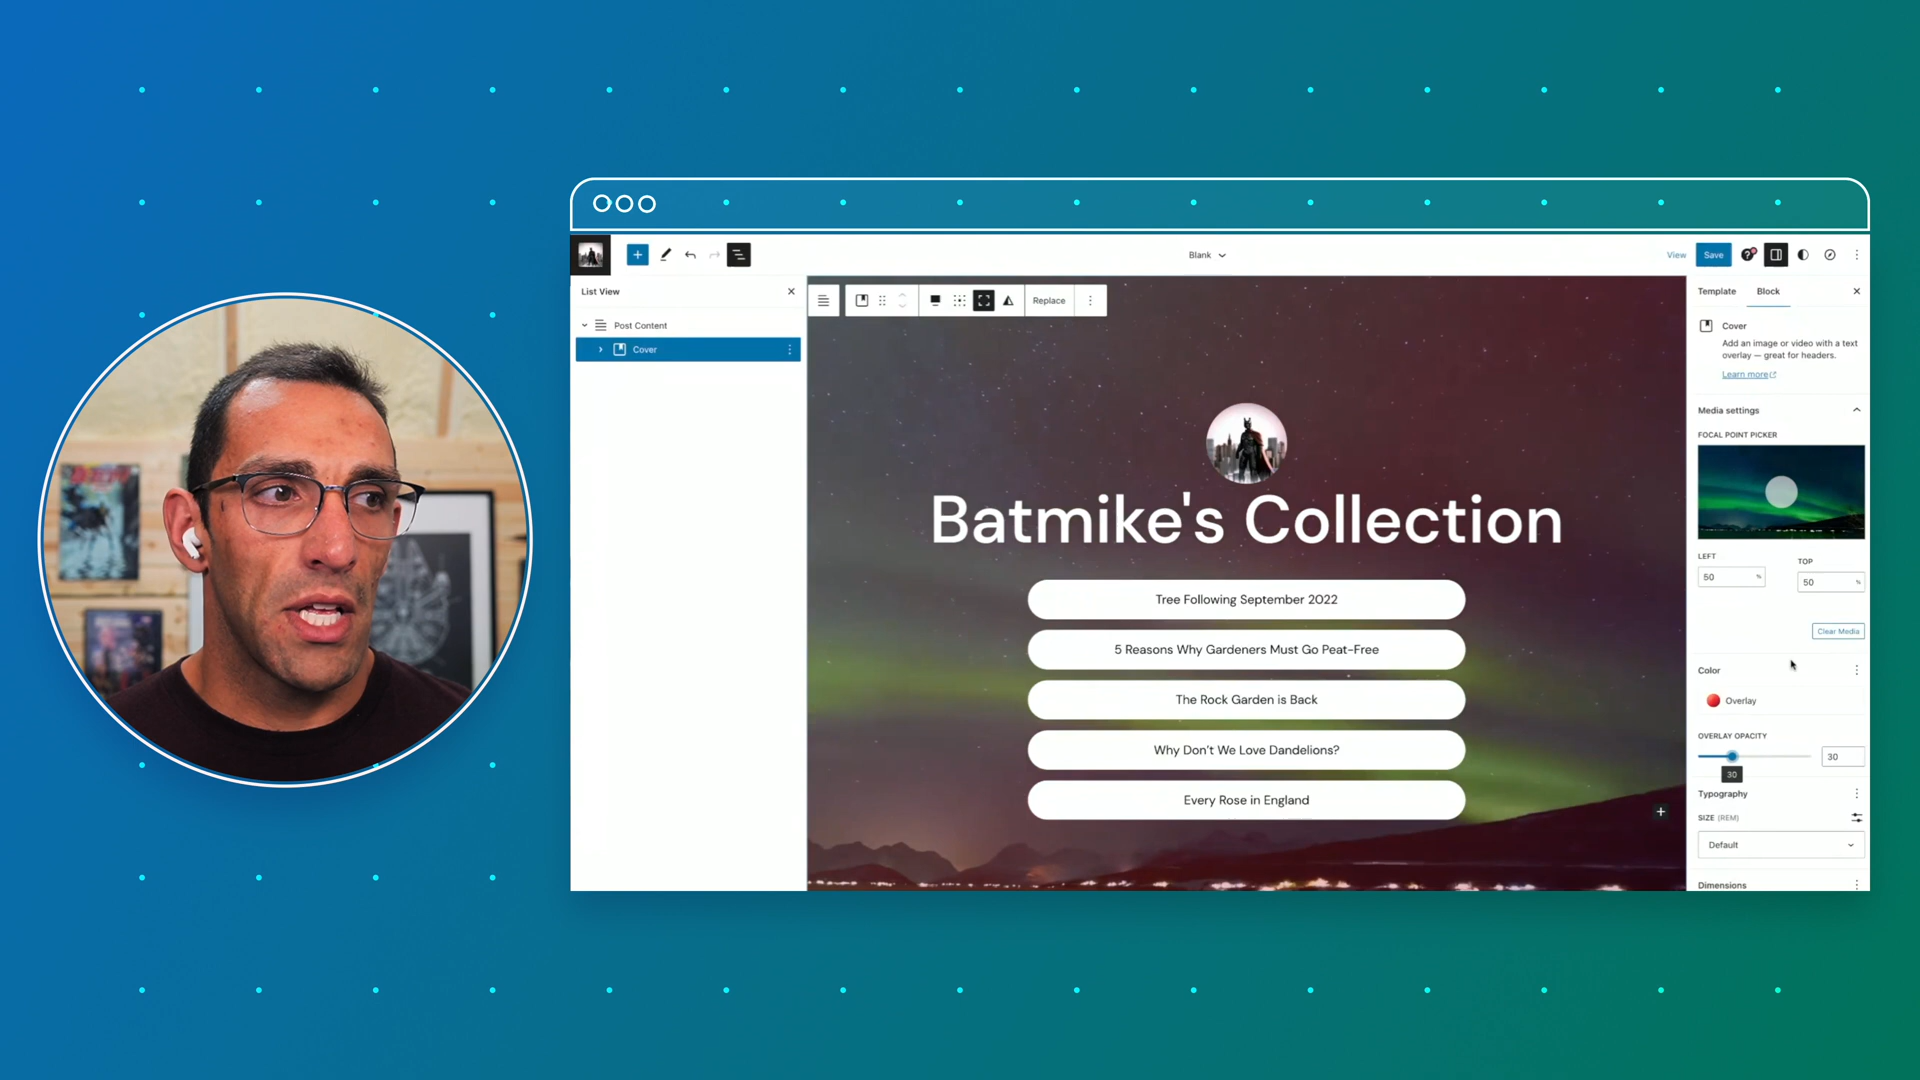 Blank
View
Save
List View
Post Content
Cover
Replace
Batmike's Collection
Tree Following September 2022
5 Reasons Why Gardeners Must Go Peat-Free
The Rock Garden is Back
Why Don't We Love Dandelions?
Every Rose in England
Template
Block
Cover
Add an image or video with a text
overlay — great for headers.
Learn more
Media settings
FOCAL POINT PICKER
LEFT
TOP
50 %
50 %
Clear Media
Color
Overlay
OVERLAY OPACITY
30
30
Typography
SIZE (REM)
Default
Dimensions